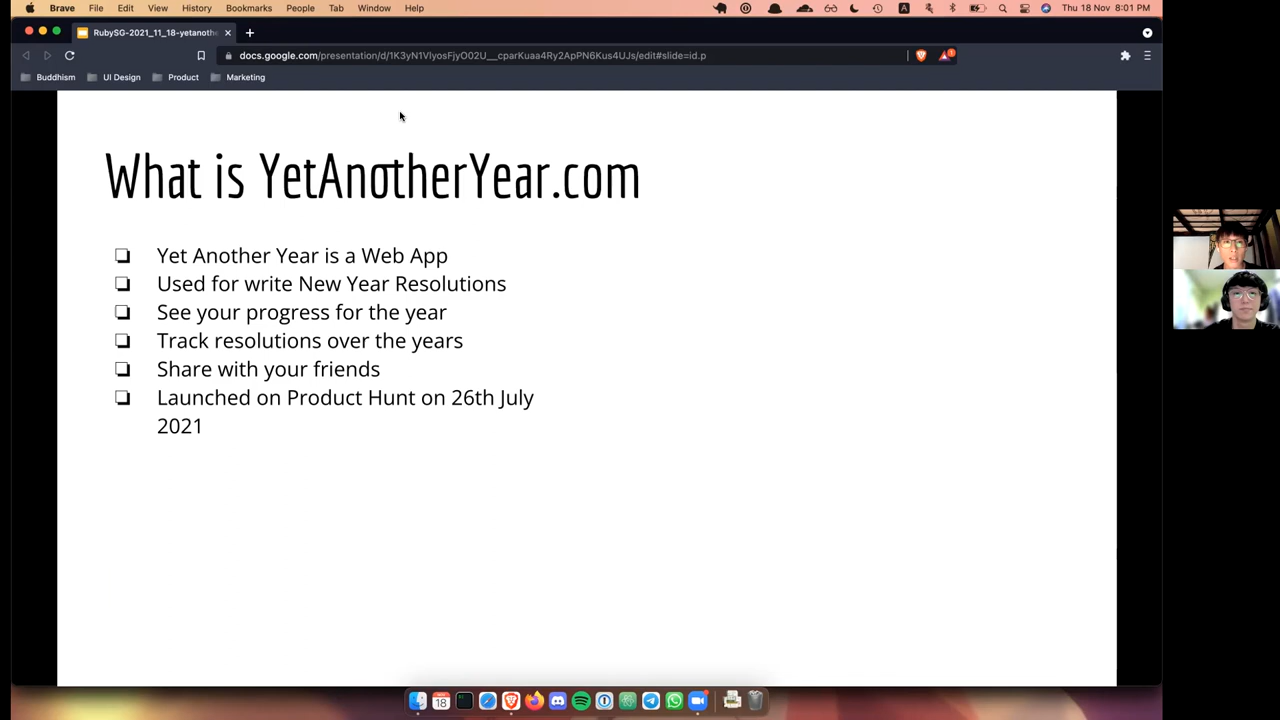 Brave File Edit View History Bookmarks People Tab Window Help
Thu 18 Nov 8:01 PM
RubySG-2021_11_18-yetanothe
docs.google.com/presentation/d/1K3yN1VlyosFjyO02U__cparKuaa4Ry2ApPN6Kus4UJs/edit#slide=id.p
Buddhism UI Design Product Marketing
What is YetAnotherYear.com
❏ Yet Another Year is a Web App
❏ Used for write New Year Resolutions
❏ See your progress for the year
❏ Track resolutions over the years
❏ Share with your friends
❏ Launched on Product Hunt on 26th July
2021
18